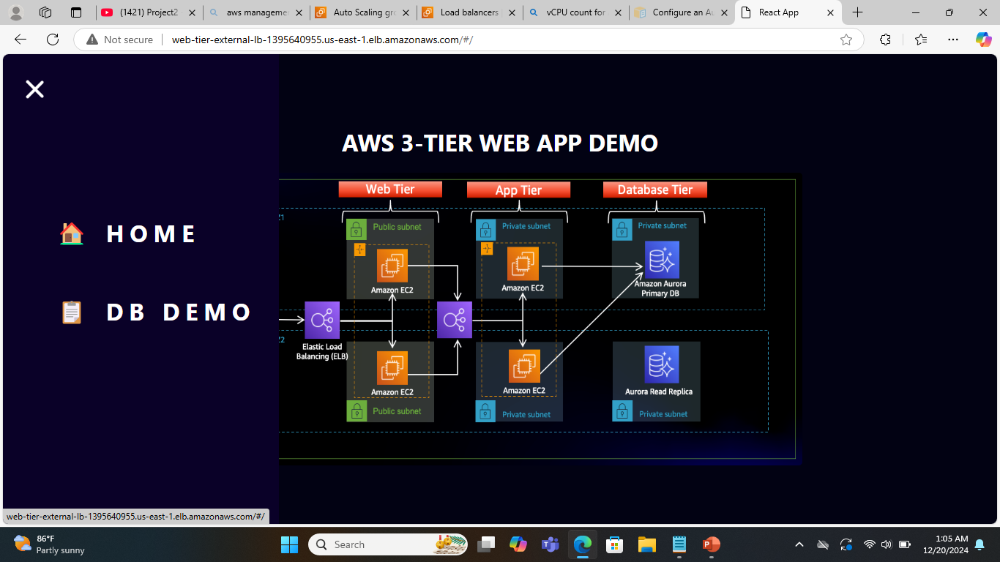 (1421) Project2
aws managemen
Auto Scaling gro
Load balancers
vCPU count for
Configure an Au
React App
Not secure
web-tier-external-lb-1395640955.us-east-1.elb.amazonaws.com/#/
AWS 3-TIER WEB APP DEMO
HOME
DB DEMO
Web Tier
App Tier
Database Tier
Z1
Public subnet
Private subnet
Private subnet
Amazon EC2
Amazon EC2
Amazon Aurora
Primary DB
Elastic Load
Balancing (ELB)
Z2
Amazon EC2
Amazon EC2
Aurora Read Replica
Public subnet
Private subnet
Private subnet
web-tier-external-lb-1395640955.us-east-1.elb.amazonaws.com/#/
86°F
Partly sunny
Search
1:05 AM
12/20/2024